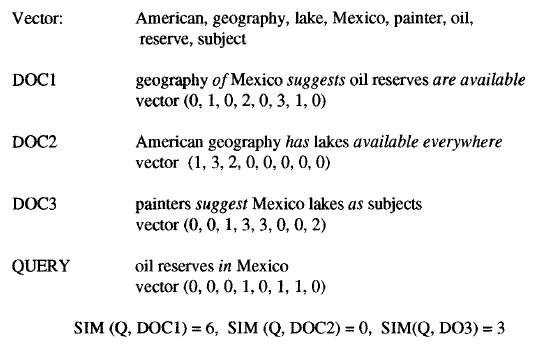 Vector: American, geography, lake, Mexico, painter, oil,
reserve, subject
DOC1 geography of Mexico suggests oil reserves are available
vector (0, 1, 0, 2, 0, 3, 1, 0)
DOC2 American geography has lakes available everywhere
vector (1, 3, 2, 0, 0, 0, 0, 0)
DOC3 painters suggest Mexico lakes as subjects
vector (0, 0, 1, 3, 3, 0, 0, 2)
QUERY oil reserves in Mexico
vector (0, 0, 0, 1, 0, 1, 1, 0)
SIM (Q, DOC1) = 6, SIM (Q, DOC2) = 0, SIM(Q, DO3) = 3